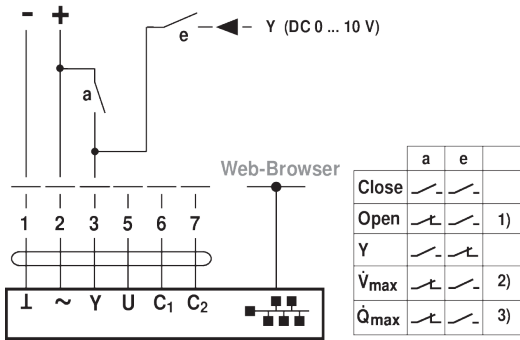 - +
e Y (DC 0 ... 10 V)
a
Web-Browser
1 2 3 5 6 7
⊥ ~ Y U C₁ C₂
a e
Close
Open 1)
Y
V̇max 2)
Q̇max 3)